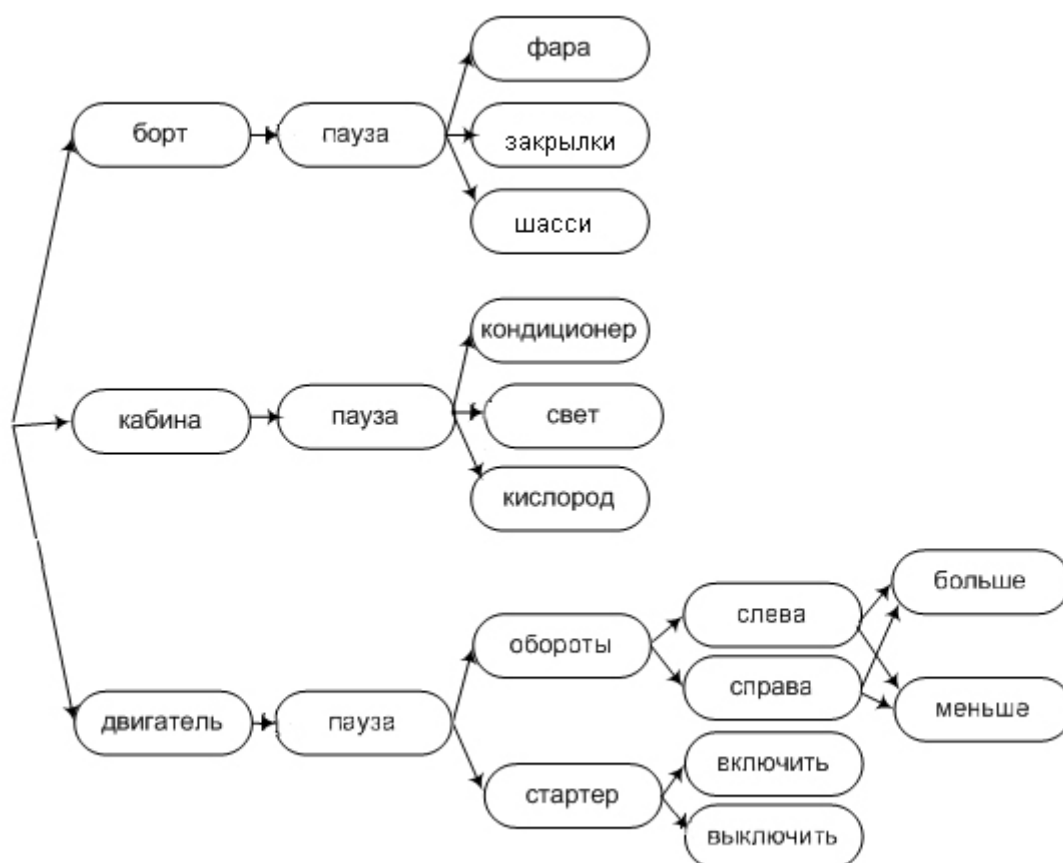 фара
борт
пауза
закрылки
шасси
кондиционер
кабина
пауза
свет
кислород
больше
слева
обороты
справа
двигатель
пауза
меньше
включить
стартер
выключить